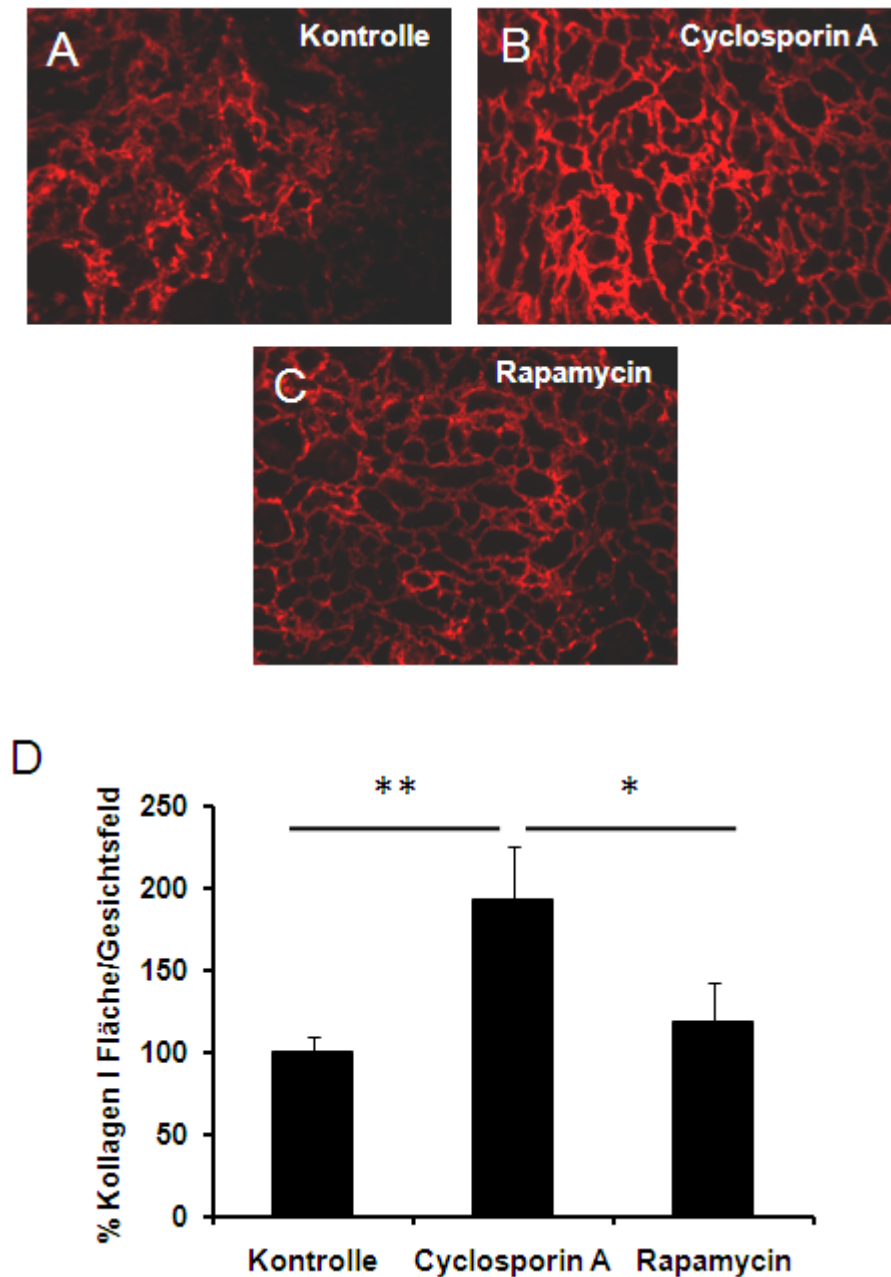 A
Kontrolle
B
Cyclosporin A
C
Rapamycin
D
**
*
% Kollagen I Fläche/Gesichtsfeld
250
200
150
100
50
0
Kontrolle
Cyclosporin A
Rapamycin